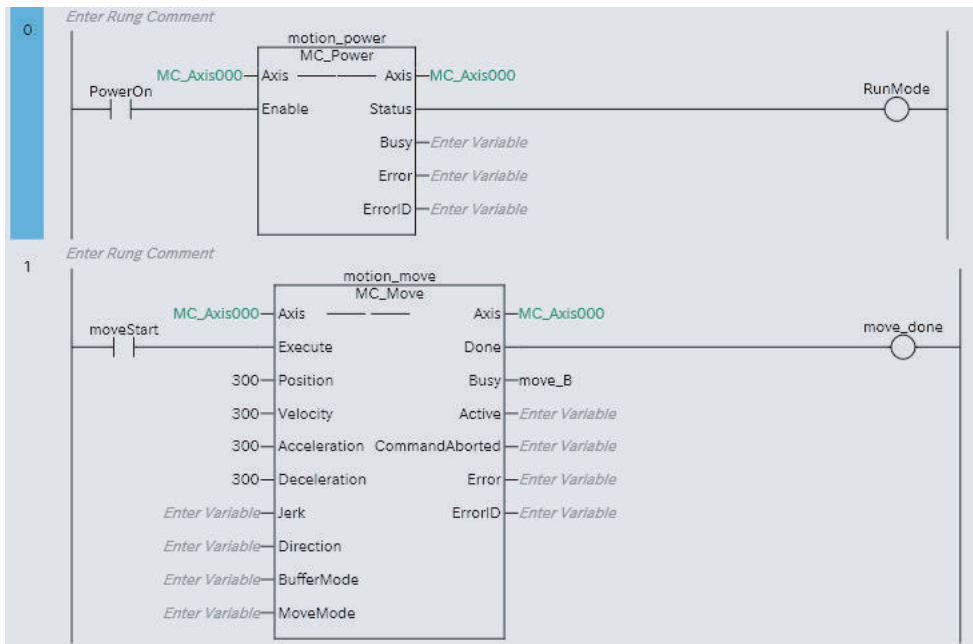 0
Enter Rung Comment
motion_power
MC_Power
MC_Axis000 Axis Axis MC_Axis000
PowerOn RunMode
Enable Status
Busy Enter Variable
Error Enter Variable
ErrorID Enter Variable
1
Enter Rung Comment
motion_move
MC_Move
MC_Axis000 Axis Axis MC_Axis000
moveStart move_done
Execute Done
300 Position Busy move_B
300 Velocity Active Enter Variable
300 Acceleration CommandAborted Enter Variable
300 Deceleration Error Enter Variable
Enter Variable Jerk ErrorID Enter Variable
Enter Variable Direction
Enter Variable BufferMode
Enter Variable MoveMode